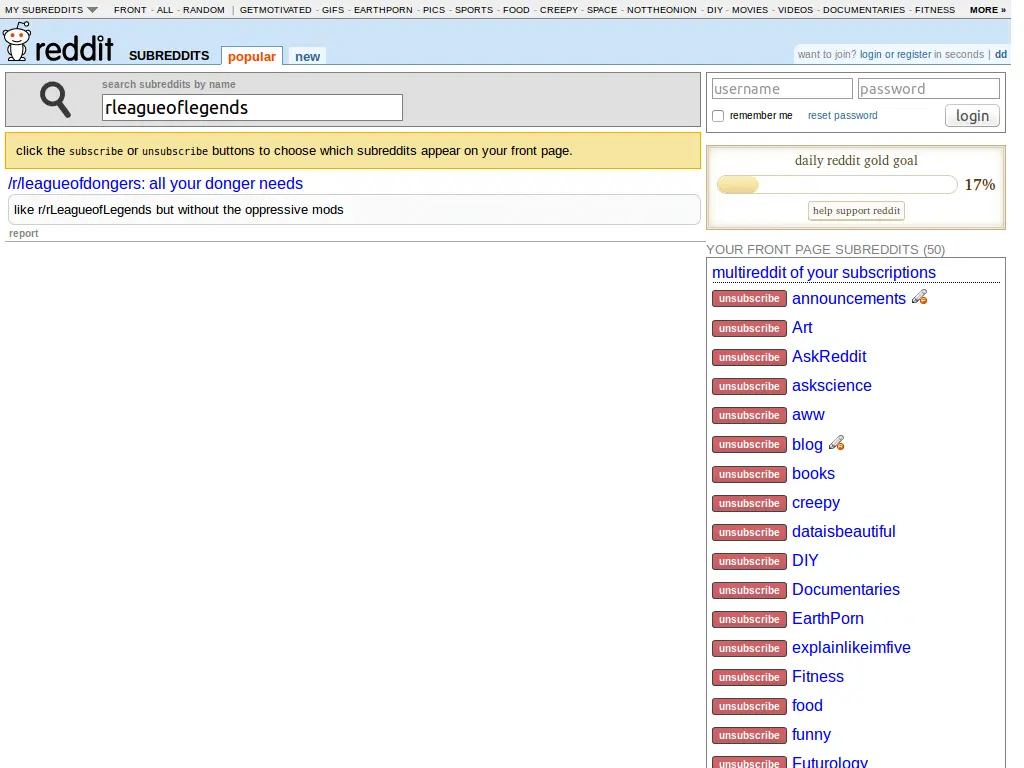 MY SUBREDDITS FRONT - ALL - RANDOM | GETMOTIVATED - GIFS - EARTHPORN - PICS - SPORTS - FOOD - CREEPY - SPACE - NOTTHEONION - DIY - MOVIES - VIDEOS - DOCUMENTARIES - FITNESS MORE »
reddit SUBREDDITS popular new
want to join? login or register in seconds | dd
search subreddits by name
rleagueoflegends
click the subscribe or unsubscribe buttons to choose which subreddits appear on your front page.
/r/leagueofdongers: all your donger needs
like r/rLeagueofLegends but without the oppressive mods
report
username password
remember me reset password login
daily reddit gold goal
17%
help support reddit
YOUR FRONT PAGE SUBREDDITS (50)
multireddit of your subscriptions
unsubscribe announcements
unsubscribe Art
unsubscribe AskReddit
unsubscribe askscience
unsubscribe aww
unsubscribe blog
unsubscribe books
unsubscribe creepy
unsubscribe dataisbeautiful
unsubscribe DIY
unsubscribe Documentaries
unsubscribe EarthPorn
unsubscribe explainlikeimfive
unsubscribe Fitness
unsubscribe food
unsubscribe funny
unsubscribe Futurology